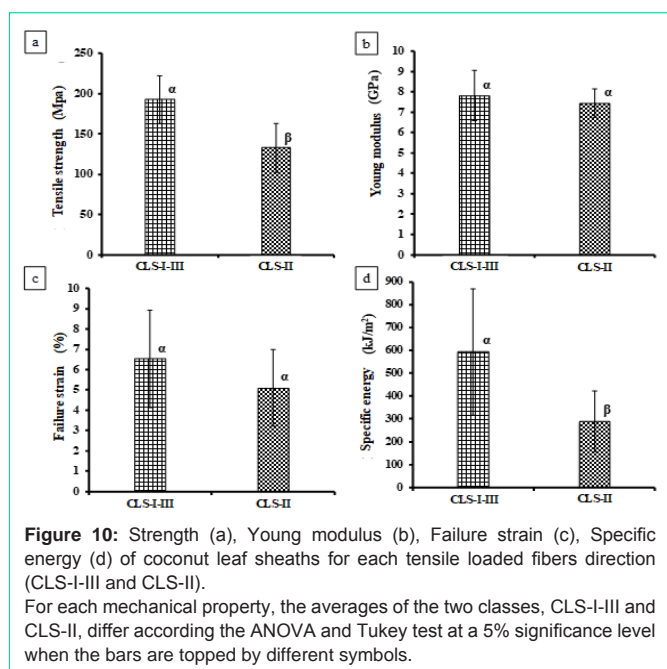 a
250
200
150
100
50
0
Tensile strength (Mpa)
α
β
CLS-I-III
CLS-II
b
10
9
8
7
6
5
4
3
2
1
0
Young modulus (GPa)
α
α
CLS-I-III
CLS-II
c
10
9
8
7
6
5
4
3
2
1
0
Failure strain (%)
α
α
CLS-I-III
CLS-II
d
900
800
700
600
500
400
300
200
100
0
Specific energy (kJ/m²)
α
β
CLS-I-III
CLS-II
Figure 10: Strength (a), Young modulus (b), Failure strain (c), Specific
energy (d) of coconut leaf sheaths for each tensile loaded fibers direction
(CLS-I-III and CLS-II).
For each mechanical property, the averages of the two classes, CLS-I-III and
CLS-II, differ according the ANOVA and Tukey test at a 5% significance level
when the bars are topped by different symbols.